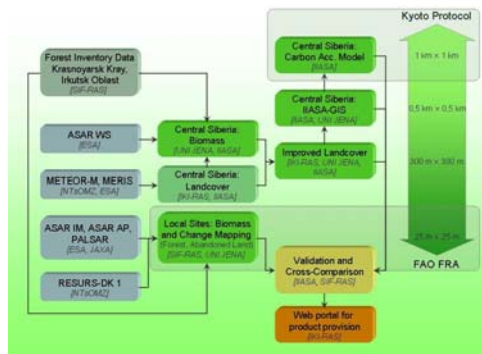 Kyoto Protocol
Forest Inventory Data
Krasnoyarsk Kray,
Irkutsk Oblast
[SIF-RAS]
Central Siberia:
Carbon Acc. Model
[IIASA]
1 km × 1 km
Central Siberia:
IIASA-GIS
[IIASA, UNI JENA]
0,5 km × 0,5 km
ASAR WS
[ESA]
Central Siberia:
Biomass
[UNI JENA, IIASA]
Improved Landcover
[IKI-RAS, UNI JENA,
IIASA]
300 m × 300 m
METEOR-M, MERIS
[NTsOMZ, ESA]
Central Siberia:
Landcover
[IKI-RAS, IIASA]
ASAR IM, ASAR AP,
PALSAR
[ESA, JAXA]
Local Sites: Biomass
and Change Mapping
(Forest, Abandoned Land)
[SIF-RAS, UNI JENA]
25 m × 25 m
FAO FRA
RESURS-DK 1
[NTsOMZ]
Validation and
Cross-Comparison
[IIASA, SIF-RAS]
Web portal for
product provision
[IKI-RAS]